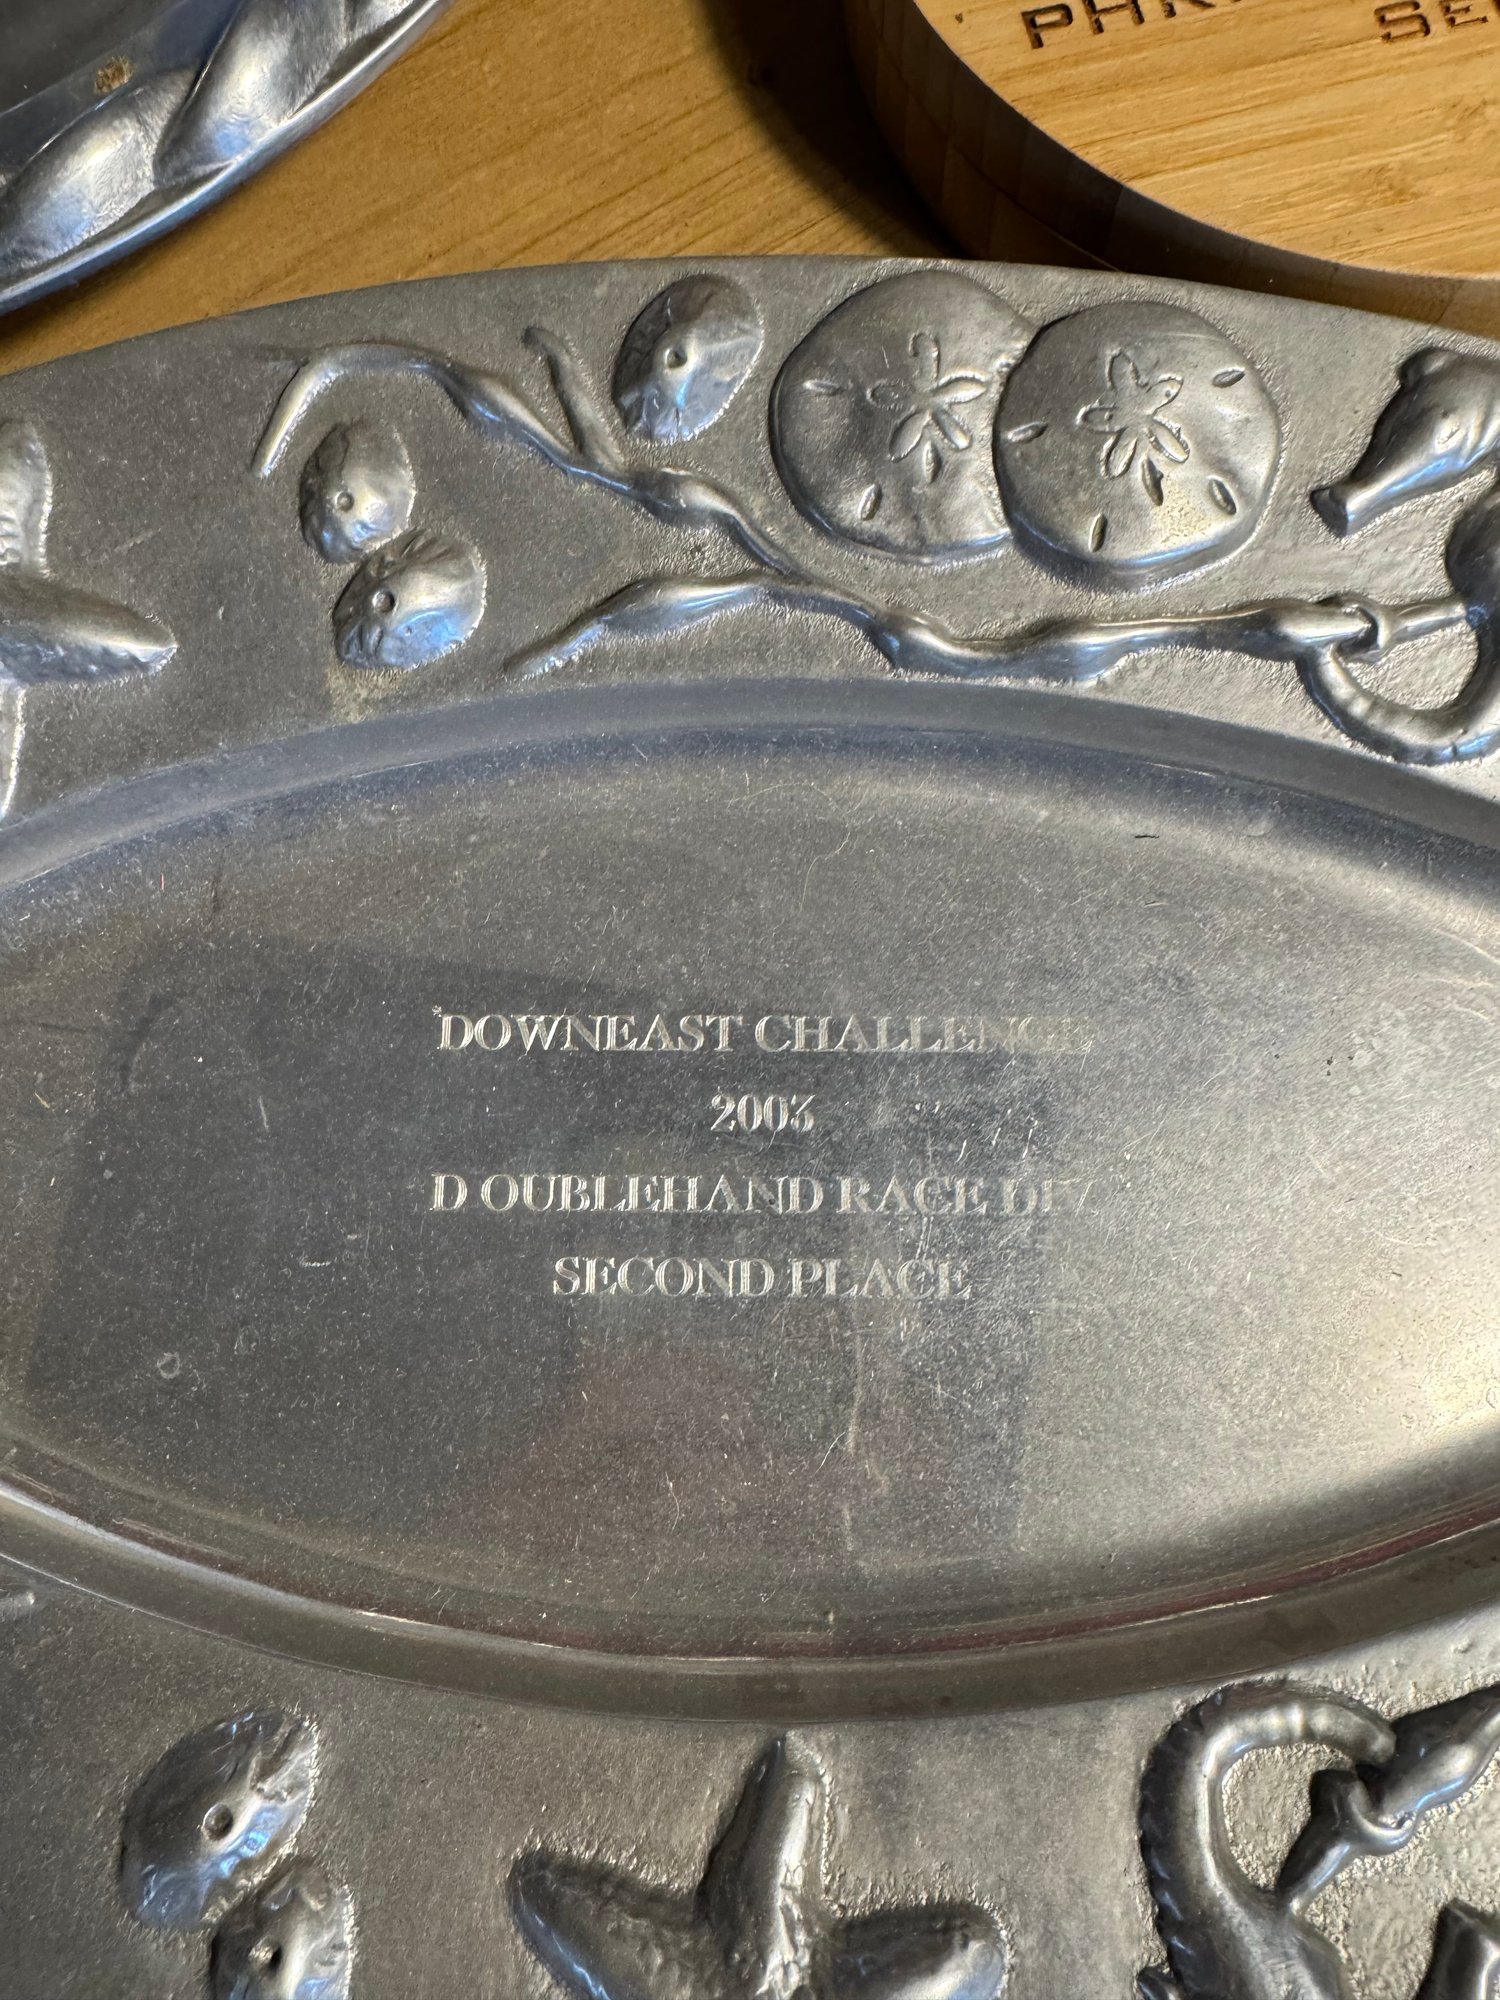 DOWNEAST CHALLENGE
2003
D OUBLEHAND RACE DIV
SECOND PLACE